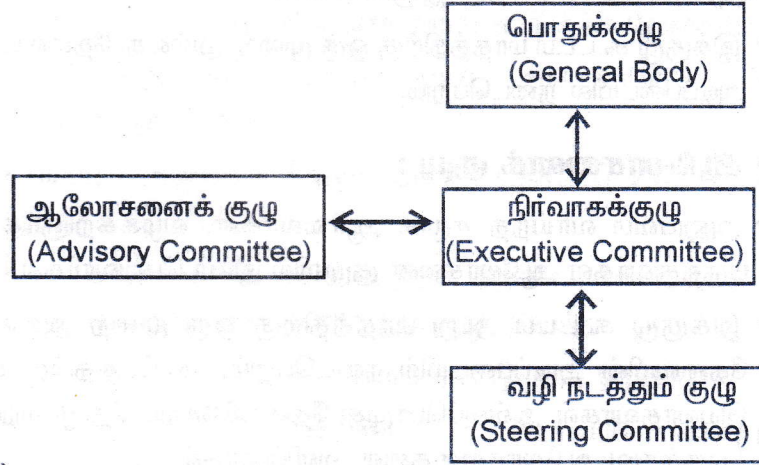 பொதுக்குழு
(General Body)
ஆலோசனைக் குழு
(Advisory Committee)
நிர்வாகக்குழு
(Executive Committee)
வழி நடத்தும் குழு
(Steering Committee)